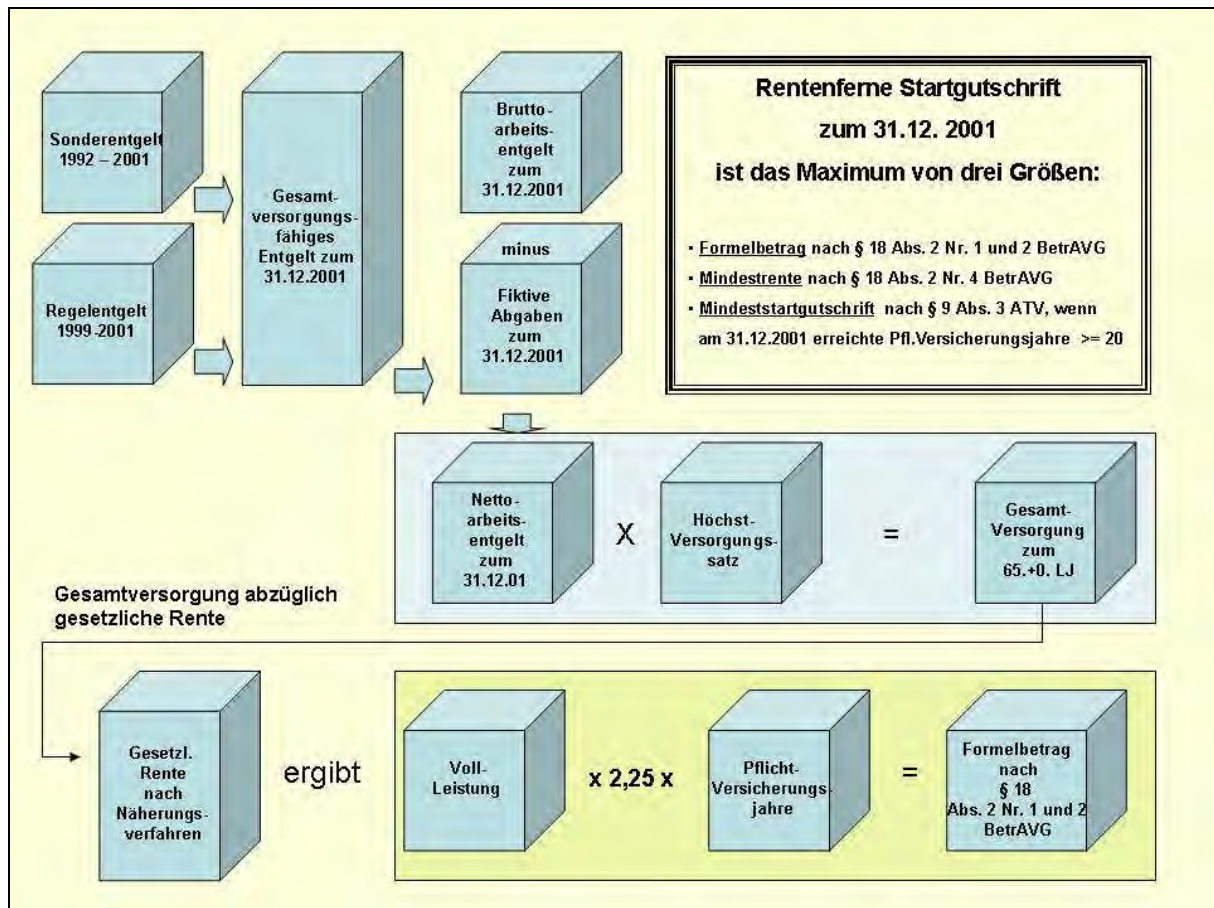 Sonderentgelt
1992 – 2001
Regelentgelt
1999-2001
Gesamt-
versorgungs-
fähiges
Entgelt zum
31.12.2001
Brutto-
arbeits-
entgelt
zum
31.12.2001
minus
Fiktive
Abgaben
zum
31.12.2001
Rentenferne Startgutschrift
zum 31.12. 2001
ist das Maximum von drei Größen:
· Formelbetrag nach § 18 Abs. 2 Nr. 1 und 2 BetrAVG
· Mindestrente nach § 18 Abs. 2 Nr. 4 BetrAVG
· Mindeststartgutschrift nach § 9 Abs. 3 ATV, wenn
am 31.12.2001 erreichte Pfl.Versicherungsjahre >= 20
Netto-
arbeits-
entgelt
zum
31.12.01
X
Höchst-
Versorgungs-
satz
=
Gesamt-
Versorgung
zum
65.+0. LJ
Gesamtversorgung abzüglich
gesetzliche Rente
Gesetzl.
Rente
nach
Näherungs-
verfahren
ergibt
Voll-
Leistung
x 2,25 x
Pflicht-
Versicherungs-
jahre
=
Formelbetrag
nach
§ 18
Abs. 2 Nr. 1 und 2
BetrAVG